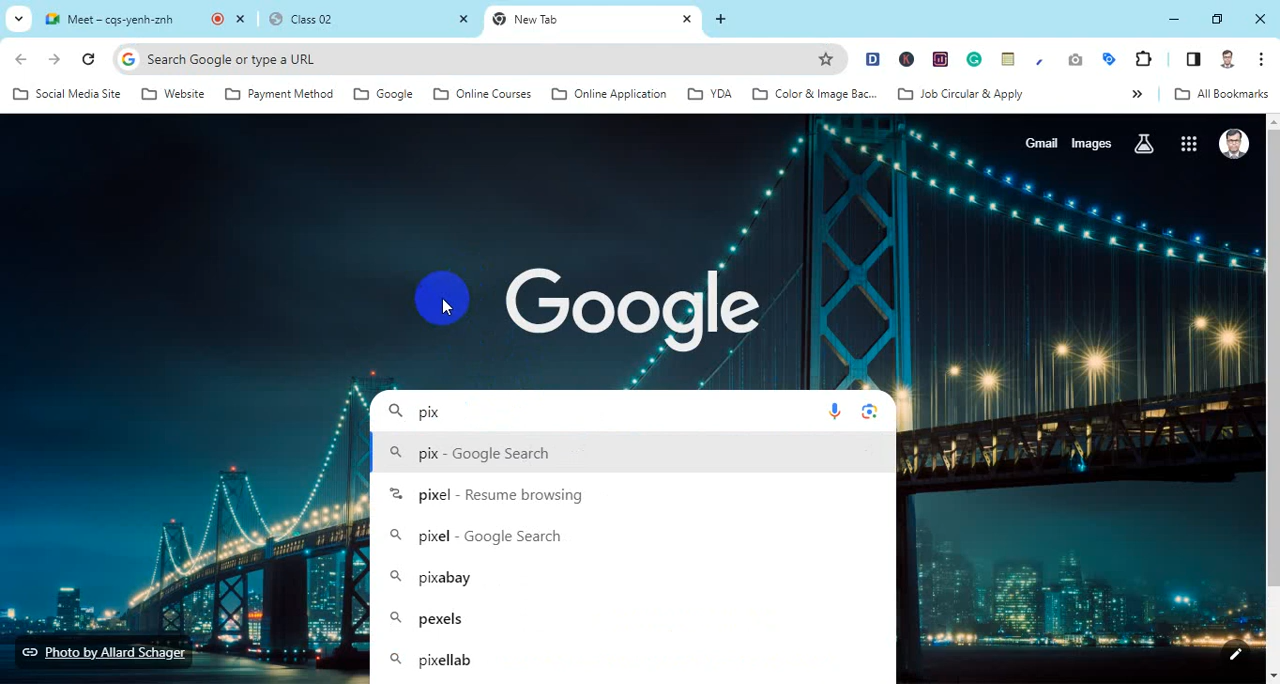 Meet – cqs-yenh-znh
Class 02
New Tab
Search Google or type a URL
Social Media Site
Website
Payment Method
Google
Online Courses
Online Application
YDA
Color & Image Bac...
Job Circular & Apply
»
All Bookmarks
Gmail
Images
Google
pix
pix - Google Search
pixel - Resume browsing
pixel - Google Search
pixabay
pexels
pixellab
Photo by Allard Schager